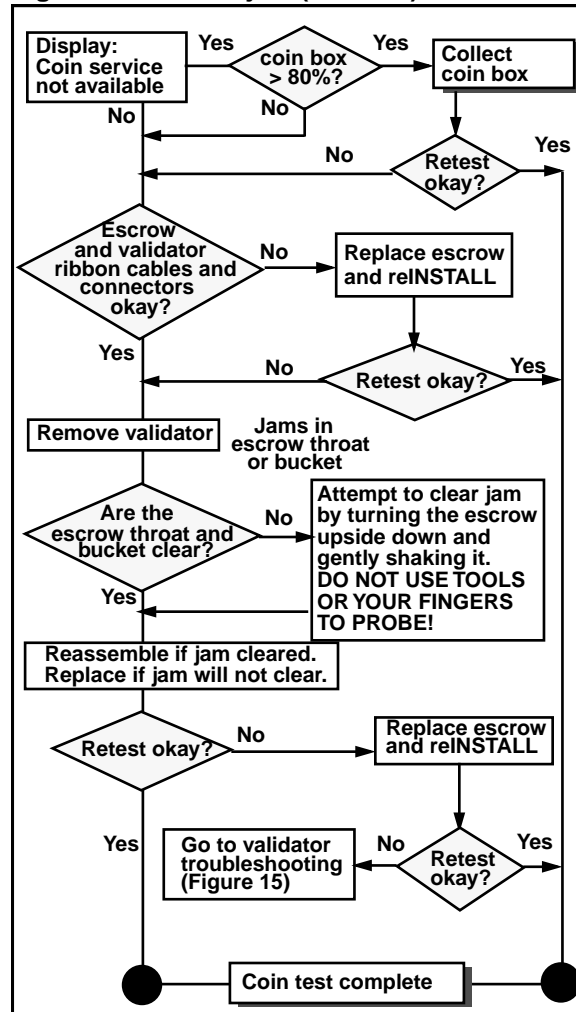 Display:
Coin service
not available
Yes
coin box
> 80%?
Yes
Collect
coin box
No
No
No
Retest
okay?
Yes
Escrow
and validator
ribbon cables and
connectors
okay?
No
Replace escrow
and reINSTALL
Yes
No
Retest okay?
Yes
Remove validator
Jams in
escrow throat
or bucket
Are the
escrow throat and
bucket clear?
No
Attempt to clear jam
by turning the escrow
upside down and
gently shaking it.
DO NOT USE TOOLS
OR YOUR FINGERS
TO PROBE!
Yes
Reassemble if jam cleared.
Replace if jam will not clear.
Retest okay?
No
Replace escrow
and reINSTALL
Yes
Go to validator
troubleshooting
(Figure 15)
No
Retest
okay?
Yes
Coin test complete